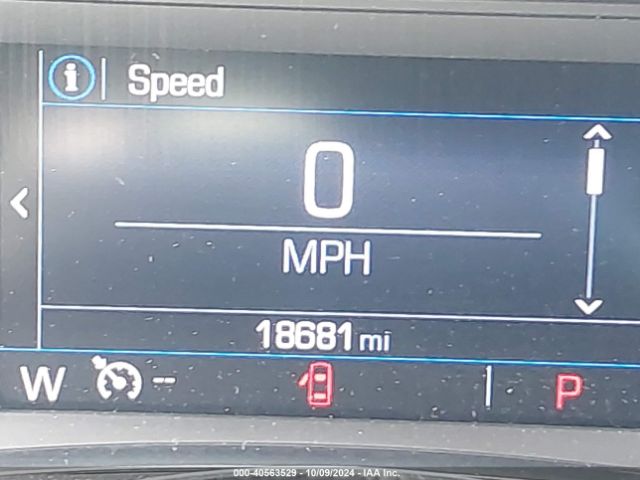 i Speed
0
MPH
18681 mi
W -- P
000-40563529 - 10/09/2024 - IAA Inc.